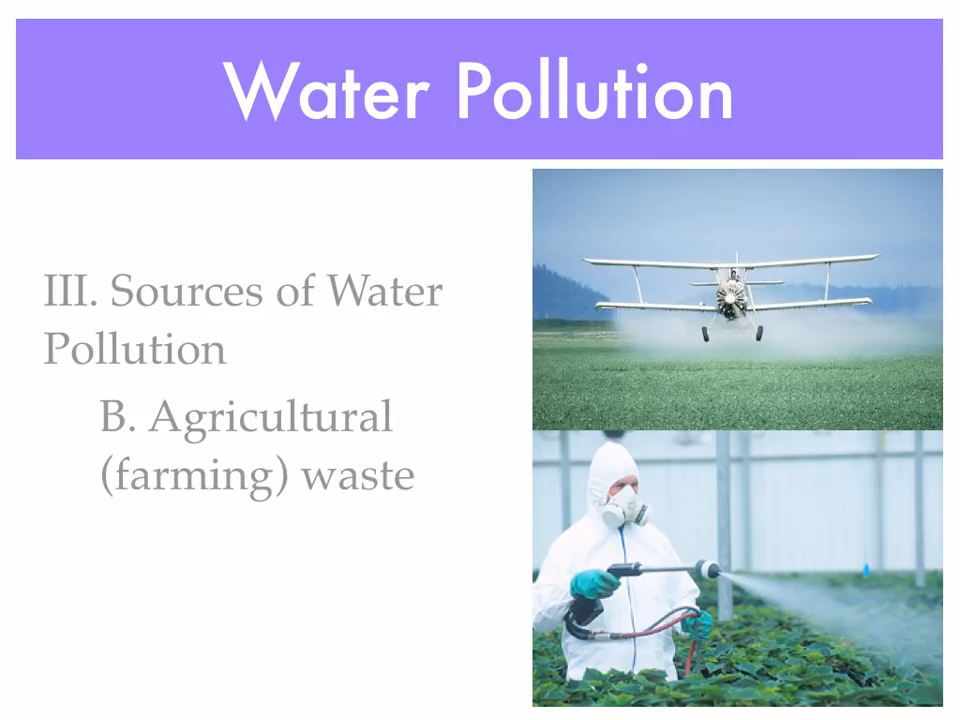 Water Pollution
III. Sources of Water
Pollution
B. Agricultural
(farming) waste